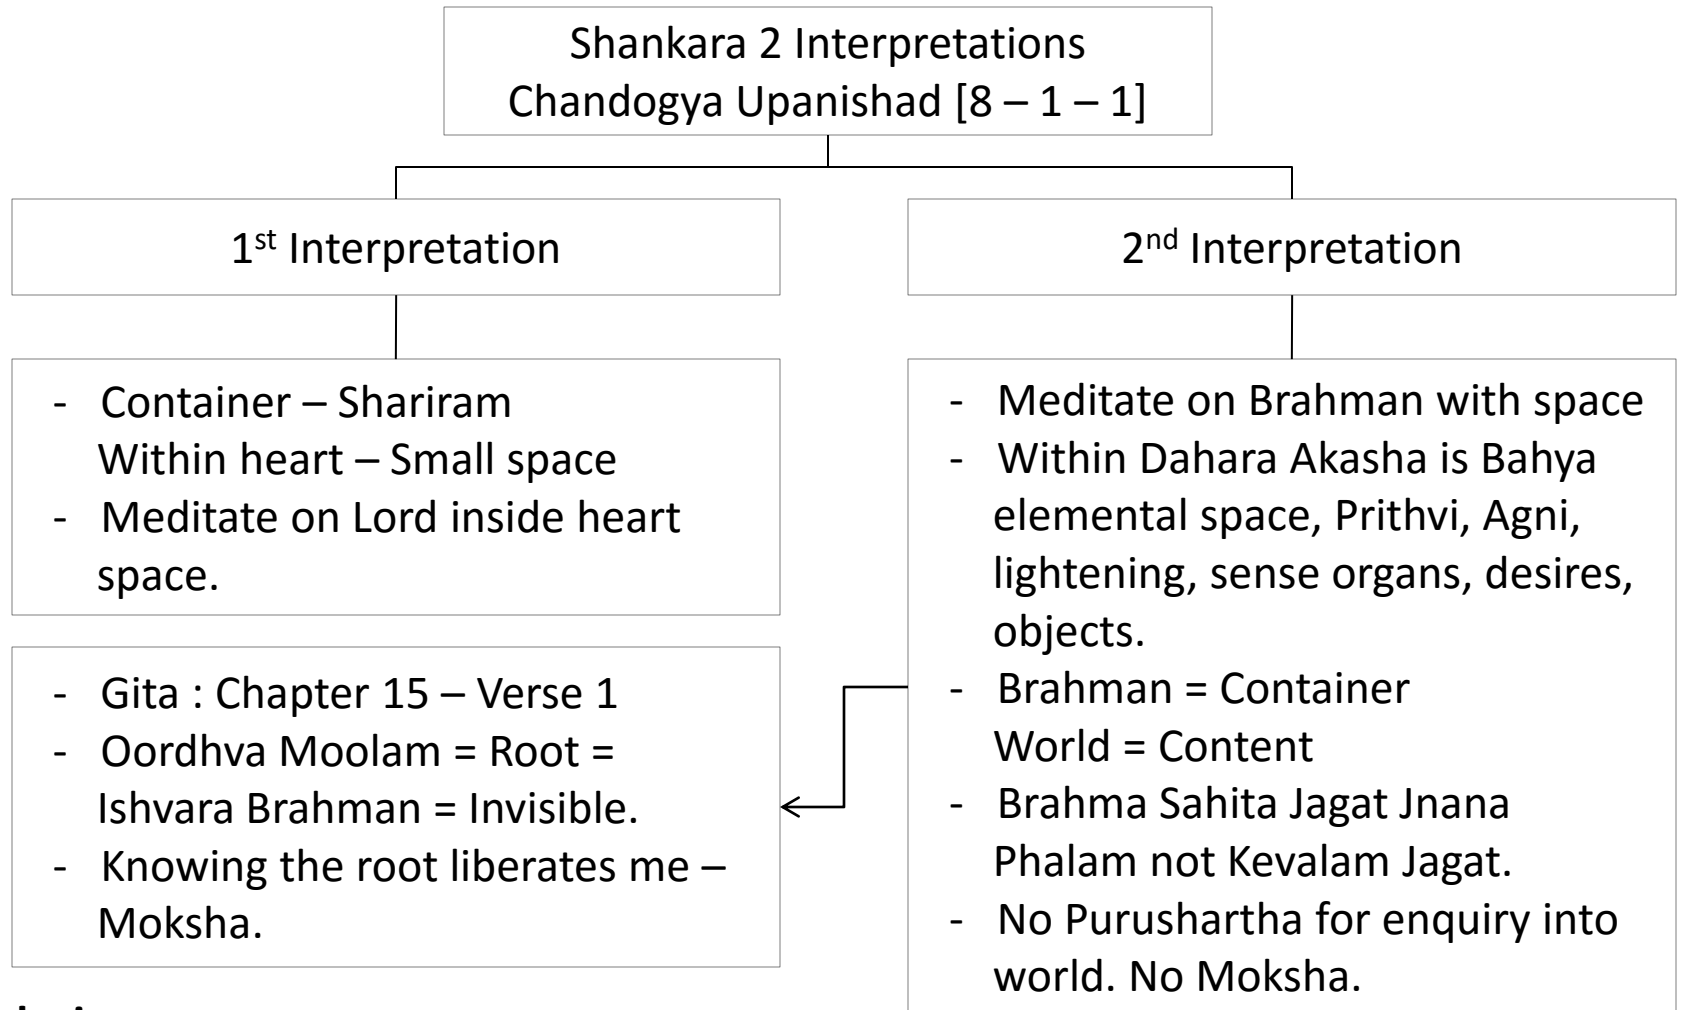 Shankara 2 Interpretations
Chandogya Upanishad [8 – 1 – 1]
1st Interpretation
2nd Interpretation
- Container – Shariram
Within heart – Small space
- Meditate on Lord inside heart
space.
- Gita : Chapter 15 – Verse 1
- Oordhva Moolam = Root =
Ishvara Brahman = Invisible.
- Knowing the root liberates me –
Moksha.
- Meditate on Brahman with space
- Within Dahara Akasha is Bahya
elemental space, Prithvi, Agni,
lightening, sense organs, desires,
objects.
- Brahman = Container
World = Content
- Brahma Sahita Jagat Jnana
Phalam not Kevalam Jagat.
- No Purushartha for enquiry into
world. No Moksha.